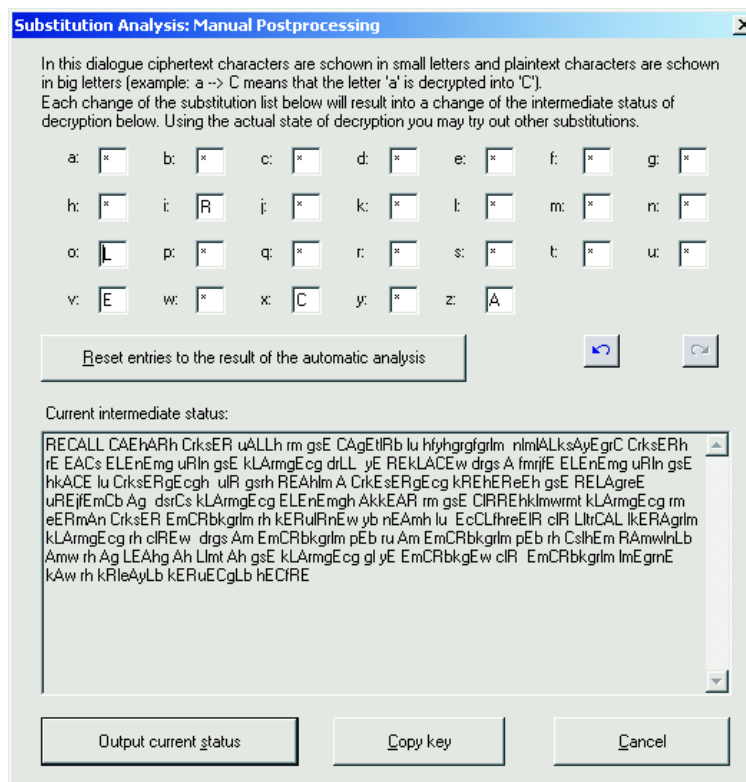 Substitution Analysis: Manual Postprocessing
In this dialogue ciphertext characters are schown in small letters and plaintext characters are schown
in big letters (example: a --> C means that the letter 'a' is decrypted into 'C').
Each change of the substitution list below will result into a change of the intermediate status of
decryption below. Using the actual state of decryption you may try out other substitutions.
a: * b: * c: * d: * e: * f: * g: *
h: * i: R j: * k: * l: * m: * n: *
o: L p: * q: * r: * s: * t: * u: *
v: E w: * x: C y: * z: A
Reset entries to the result of the automatic analysis
Current intermediate status:
RECALL CAEhARh CrksER uALLh rm gsE CAgEtlRb lu hfyhgrgfgrlm nlmlALksAyEgrC CrksERh
rE EACs ELEnEmg uRln gsE kLArmgEcg drLL yE REkLACEw drgs A fmrjfE ELEnEmg uRln gsE
hkACE lu CrksERgEcgh ulR gsrh REAhlm A CrkEsERgEcg kREhEReEh gsE RELAgreE
uREjfEmCb Ag dsrCs kLArmgEcg ELEnEmgh AkkEAR rm gsE ClRREhklmwrmt kLArmgEcg rm
eERmAn CrksER EmCRbkgrlm rh kERulRnEw yb nEAmh lu EcCLfhreElR clR LltrCAL lkERAgrlm
kLArmgEcg rh clREw drgs Am EmCRbkgrlm pEb ru Am EmCRbkgrlm pEb rh CslhEm RAmwlnLb
Amw rh Ag LEAhg Ah Llmt Ah gsE kLArmgEcg gl yE EmCRbkgEw clR EmCRbkgrlm lmEgrnE
kAw rh kRleAyLb kERuECgLb hECfRE
Output current status Copy key Cancel